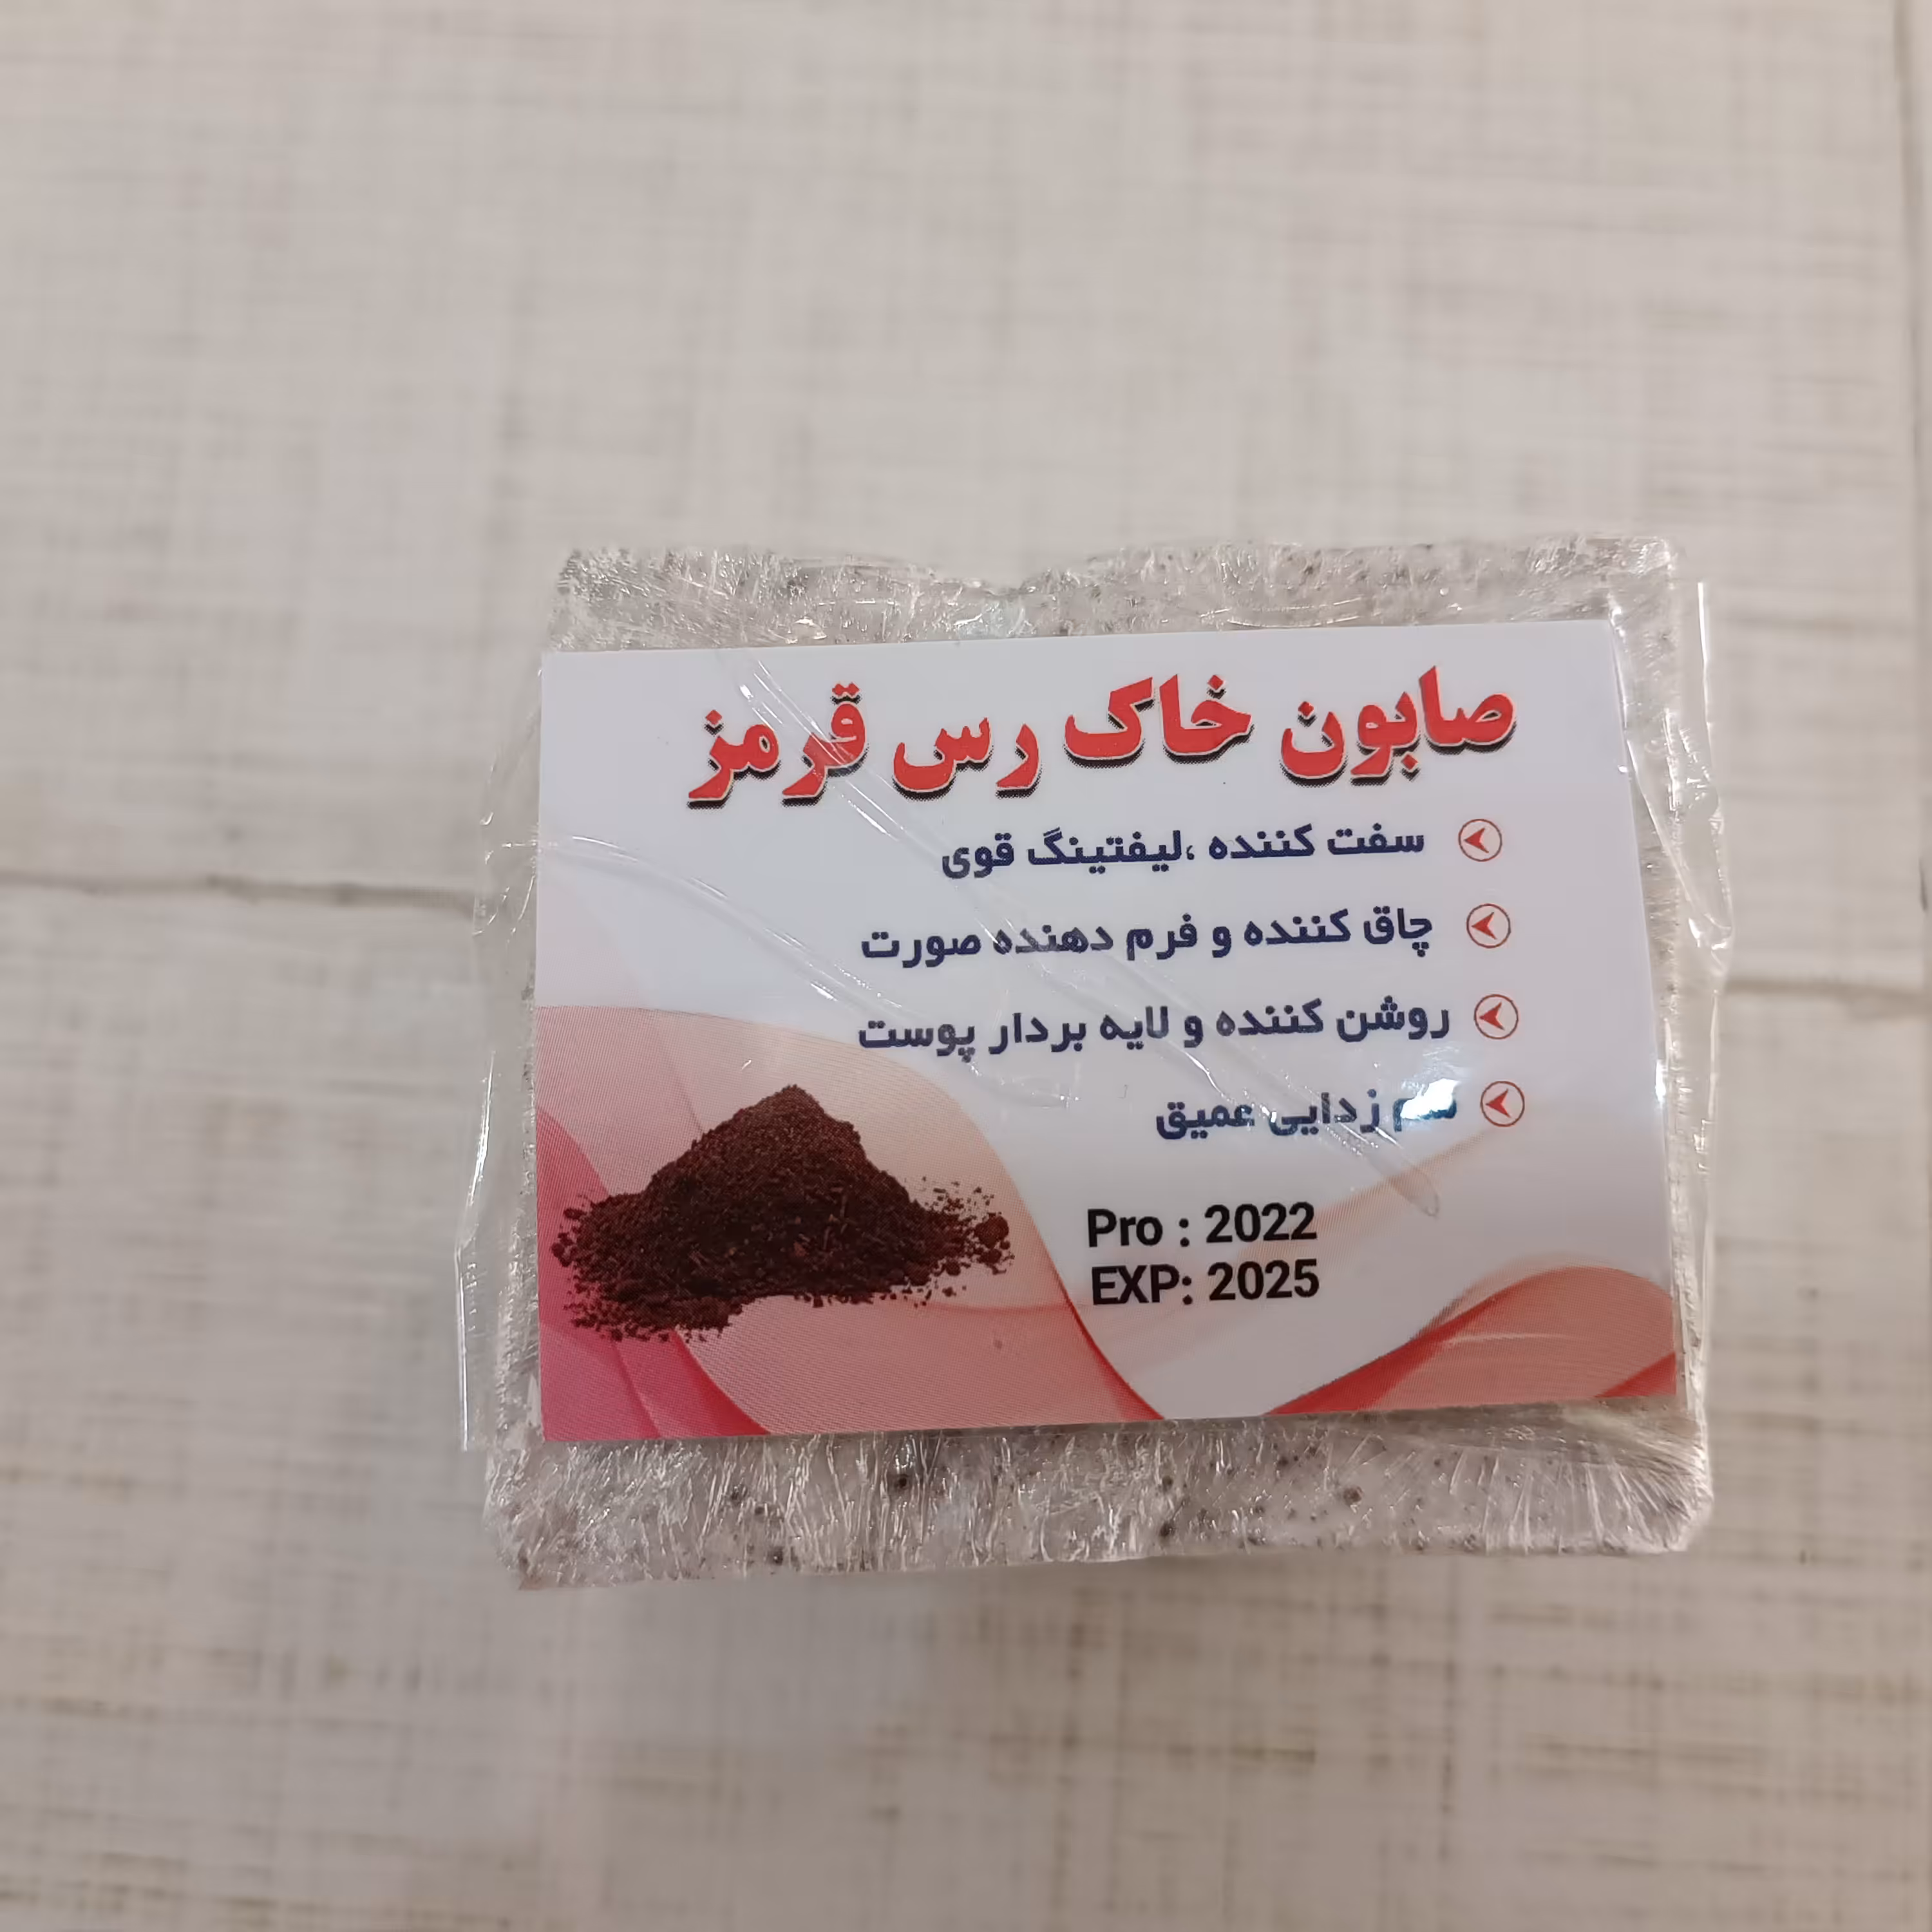 صابون خاک رس قرمز
سفت کننده ،لیفتینگ قوی
چاق کننده و فرم دهنده صورت
روشن کننده و لایه بردار پوست
سم زدایی عمیق
Pro : 2022
EXP: 2025